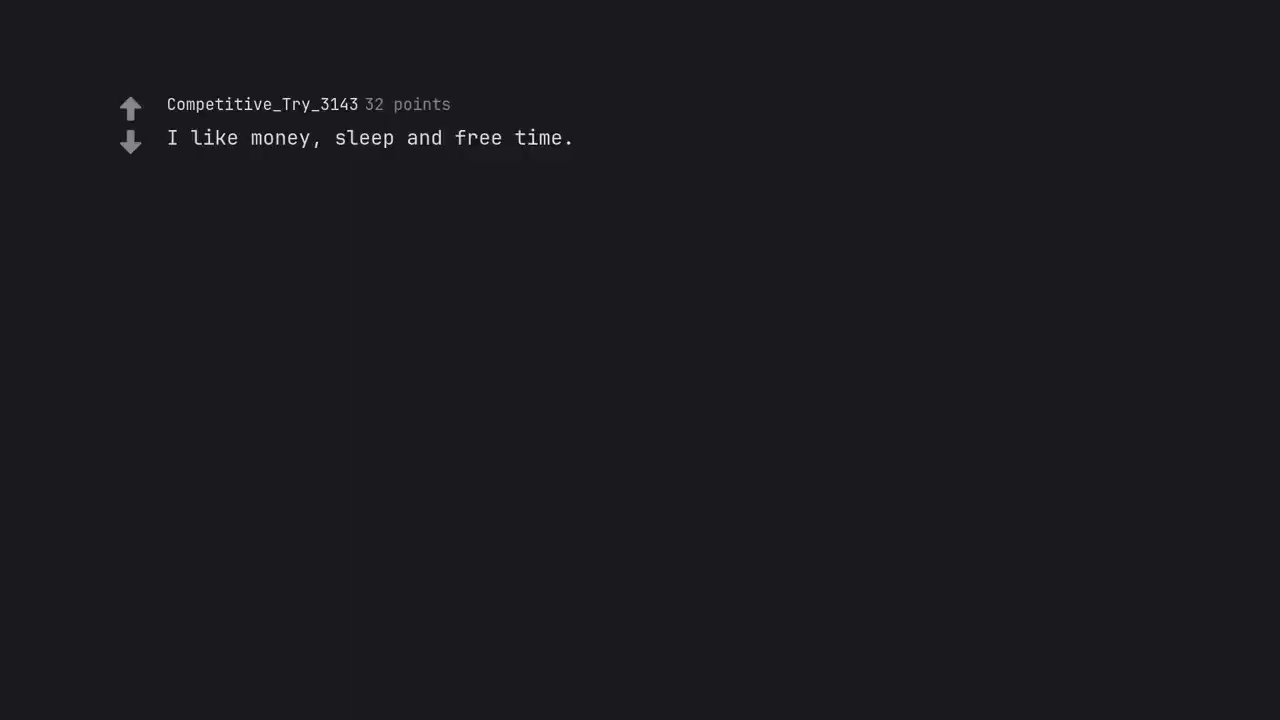 Competitive_Try_3143 32 points
I like money, sleep and free time.